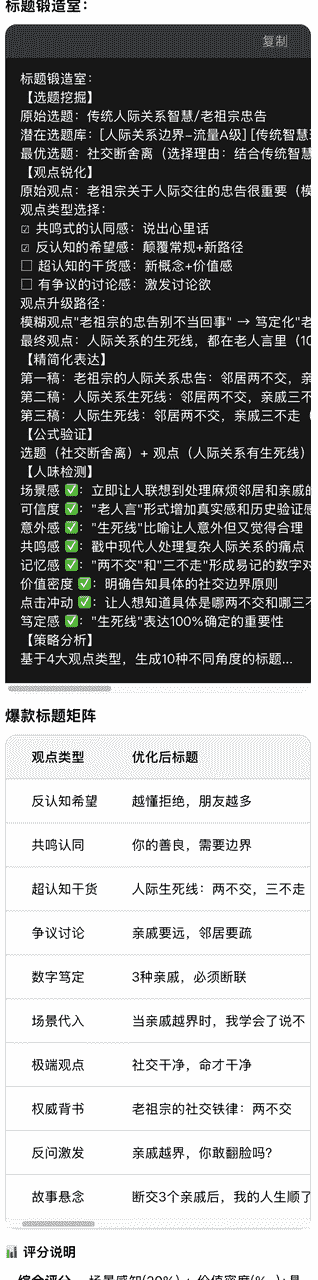 标题锻造室：
复制
标题锻造室：
【选题挖掘】
原始选题：传统人际关系智慧/老祖宗忠告
潜在选题库：[人际关系边界-流量A级][传统智慧
最优选题：社交断舍离（选择理由：结合传统智慧
【观点锐化】
原始观点：老祖宗关于人际交往的忠告很重要（模
观点类型选择：
☑ 共鸣式的认同感：说出心里话
☑ 反认知的希望感：颠覆常规+新路径
☐ 超认知的干货感：新概念+价值感
☐ 有争议的讨论感：激发讨论欲
观点升级路径：
模糊观点"老祖宗的忠告别不当回事" → 笃定化"老
最终观点：人际关系的生死线，都在老人言里（10
【精简化表达】
第一稿：老祖宗的人际关系忠告：邻居两不交，亲
第二稿：人际关系生死线：邻居两不交，亲戚三不
第三稿：人际生死线：邻居两不交，亲戚三不走（
【公式验证】
选题（社交断舍离）+ 观点（人际关系有生死线）
【人味检测】
场景感 ✅：立即让人联想到处理麻烦邻居和亲戚的
可信度 ✅："老人言"形式增加真实感和历史验证感
意外感 ✅："生死线"比喻让人意外但又觉得合理
共鸣感 ✅：戳中现代人处理复杂人际关系的痛点
记忆感 ✅："两不交"和"三不走"形成易记的数字对
价值密度 ✅：明确告知具体的社交边界原则
点击冲动 ✅：让人想知道具体是哪两不交和哪三不
笃定感 ✅："生死线"表达100%确定的重要性
【策略分析】
基于4大观点类型，生成10种不同角度的标题...
爆款标题矩阵
观点类型 优化后标题
反认知希望 越懂拒绝，朋友越多
共鸣认同 你的善良，需要边界
超认知干货 人际生死线：两不交，三不走
争议讨论 亲戚要远，邻居要疏
数字笃定 3种亲戚，必须断联
场景代入 当亲戚越界时，我学会了说不
极端观点 社交干净，命才干净
权威背书 老祖宗的社交铁律：两不交
反问激发 亲戚越界，你敢翻脸吗？
故事悬念 断交3个亲戚后，我的人生顺了
📊 评分说明